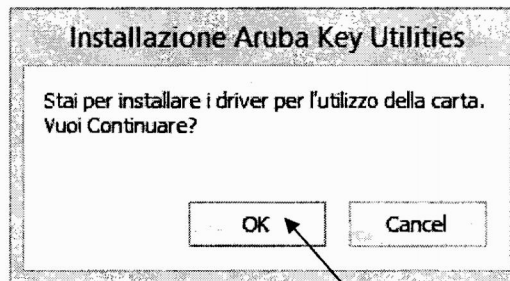 Installazione Aruba Key Utilities
Stai per installare i driver per l'utilizzo della carta.
Vuoi Continuare?
OK
Cancel